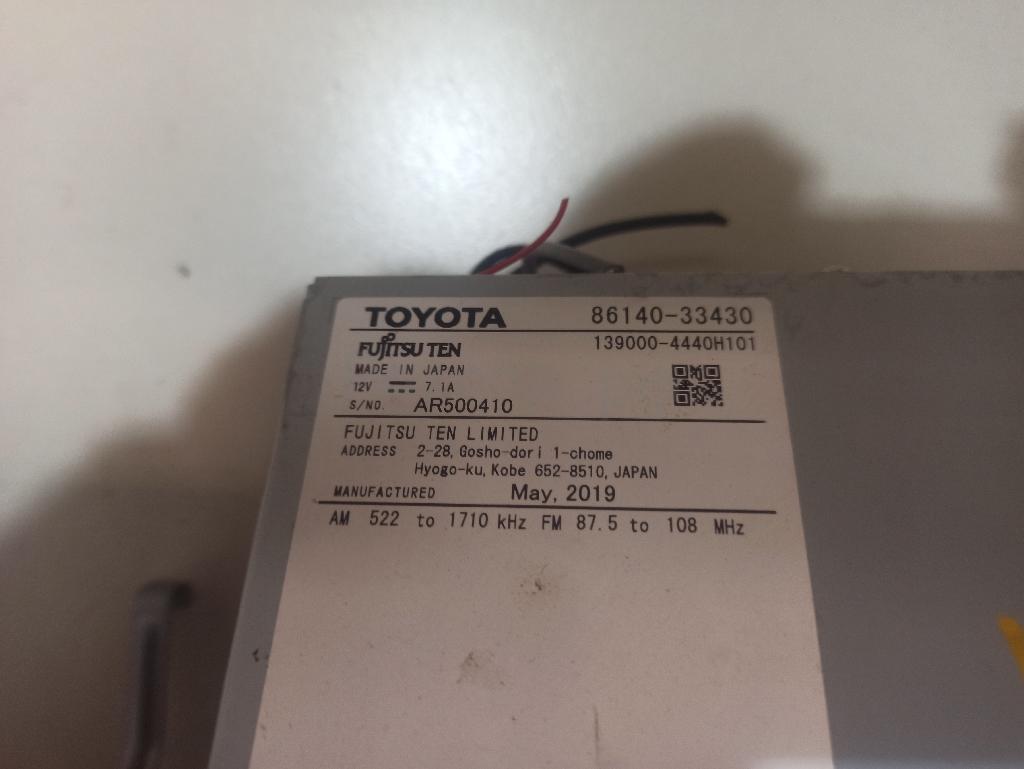 TOYOTA 86140-33430
FUJITSU TEN 139000-4440H101
MADE IN JAPAN
12V 7.1A
S/NO. AR500410
FUJITSU TEN LIMITED
ADDRESS 2-28, Gosho-dori 1-chome
Hyogo-ku, Kobe 652-8510, JAPAN
MANUFACTURED May, 2019
AM 522 to 1710 kHz FM 87.5 to 108 MHz